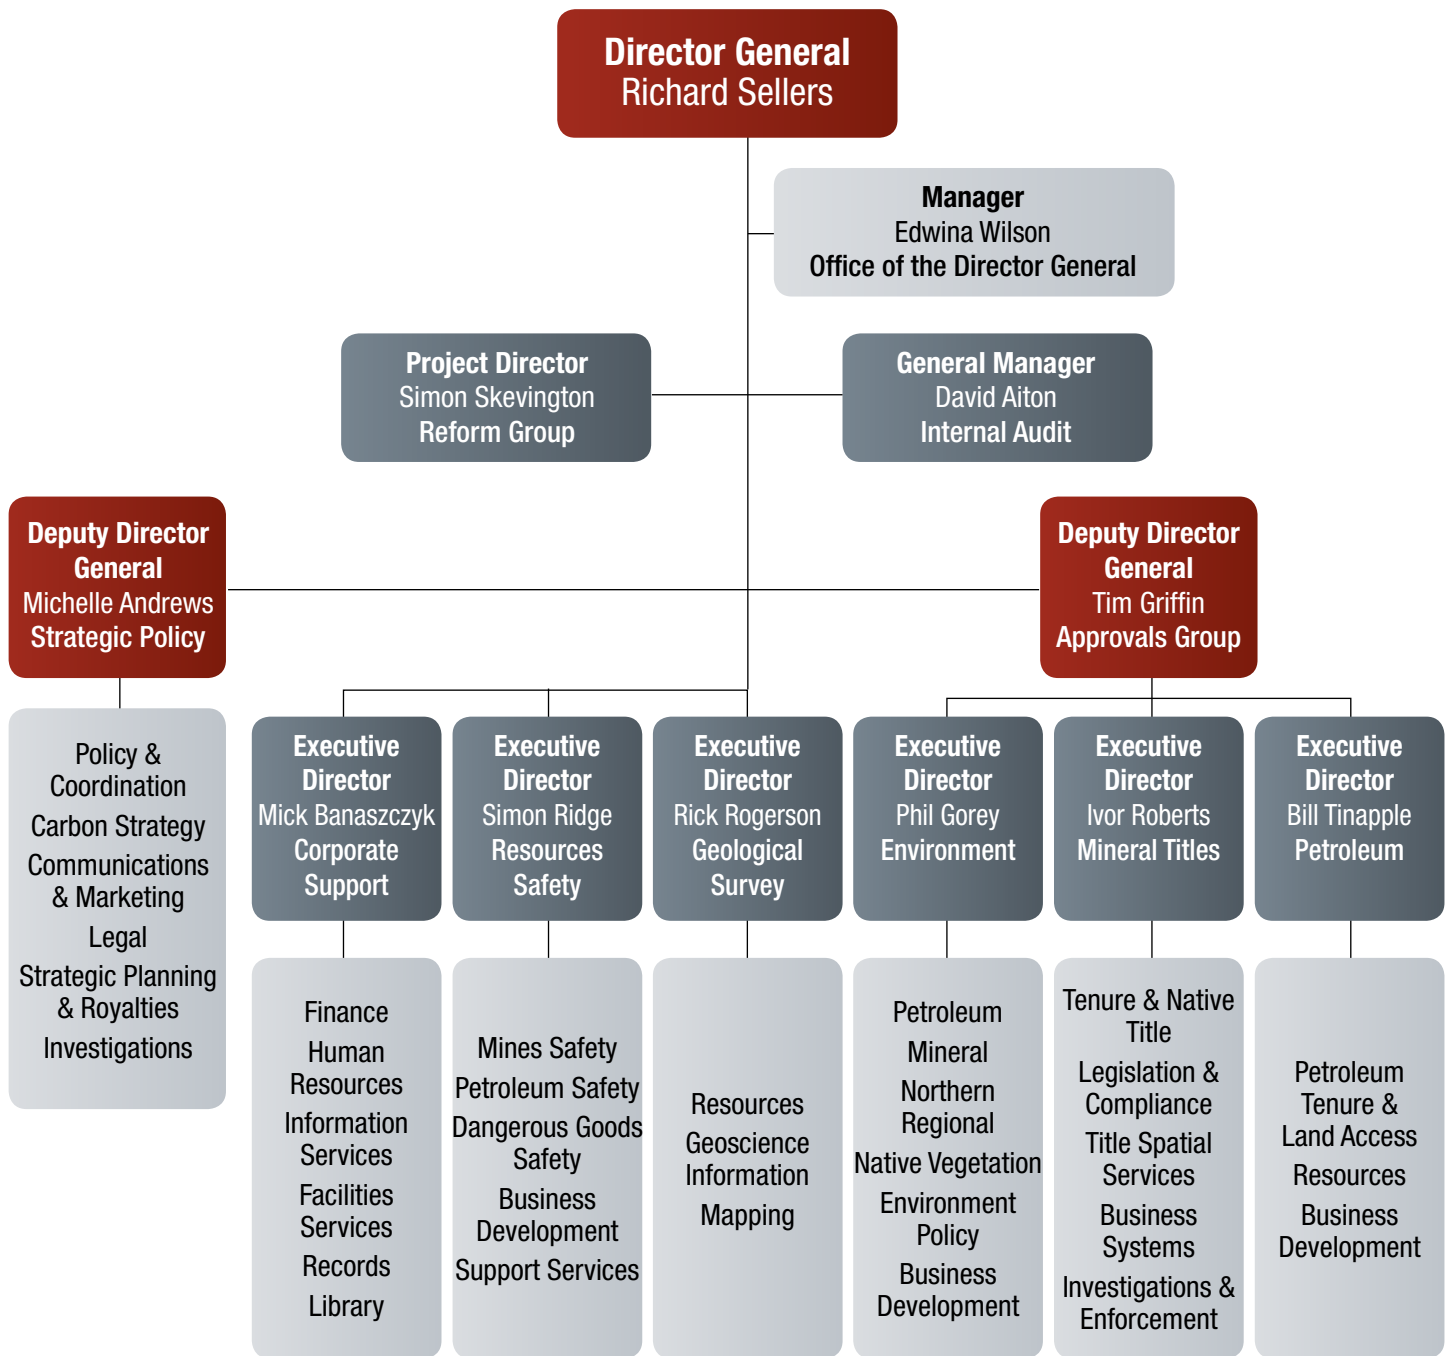 Director General
Richard Sellers
Manager
Edwina Wilson
Office of the Director General
Project Director
Simon Skevington
Reform Group
General Manager
David Aiton
Internal Audit
Deputy Director
General
Michelle Andrews
Strategic Policy
Deputy Director
General
Tim Griffin
Approvals Group
Policy &
Coordination
Carbon Strategy
Communications
& Marketing
Legal
Strategic Planning
& Royalties
Investigations
Executive
Director
Mick Banaszczyk
Corporate
Support
Executive
Director
Simon Ridge
Resources
Safety
Executive
Director
Rick Rogerson
Geological
Survey
Executive
Director
Phil Gorey
Environment
Executive
Director
Ivor Roberts
Mineral Titles
Executive
Director
Bill Tinapple
Petroleum
Finance
Human
Resources
Information
Services
Facilities
Services
Records
Library
Mines Safety
Petroleum Safety
Dangerous Goods
Safety
Business
Development
Support Services
Resources
Geoscience
Information
Mapping
Petroleum
Mineral
Northern
Regional
Native Vegetation
Environment
Policy
Business
Development
Tenure & Native
Title
Legislation &
Compliance
Title Spatial
Services
Business
Systems
Investigations &
Enforcement
Petroleum
Tenure &
Land Access
Resources
Business
Development